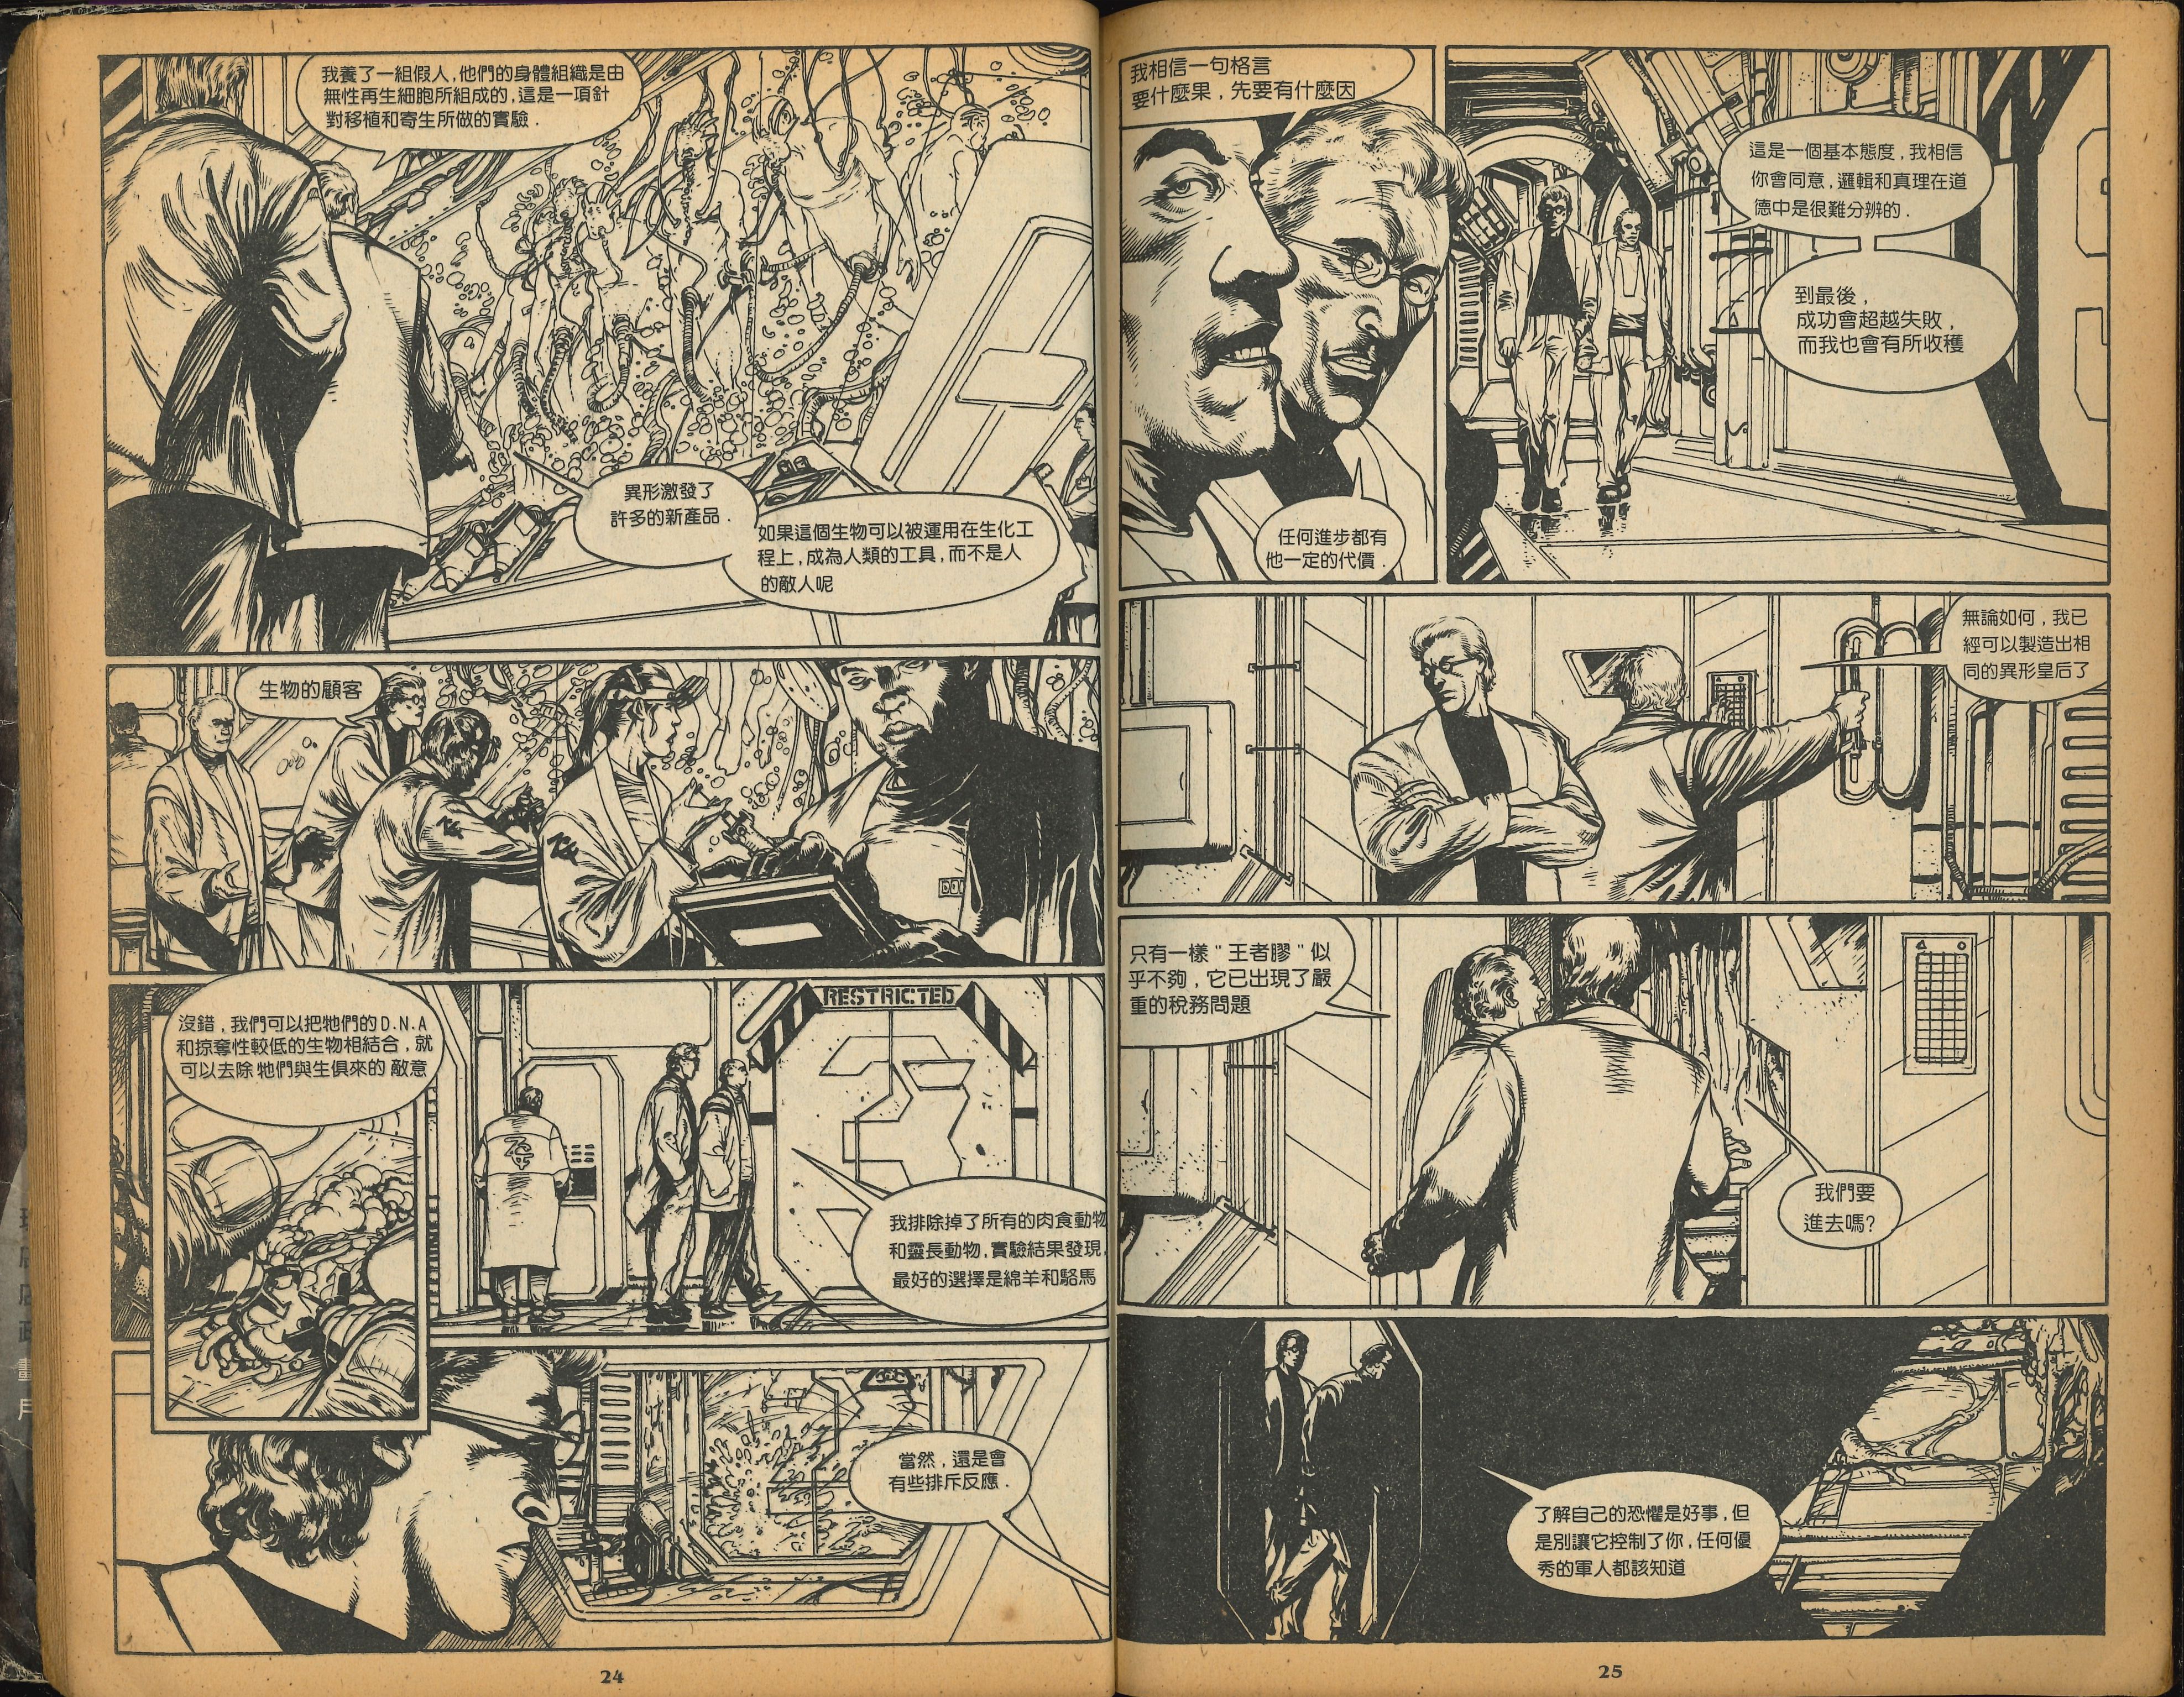 我養了一組假人,他們的身體組織是由
無性再生細胞所組成的,這是一項針
對移植和寄生所做的實驗.
異形激發了
許多的新產品.
如果這個生物可以被運用在生化工
程上,成為人類的工具,而不是人
的敵人呢
生物的顧客
沒錯,我們可以把牠們的D.N.A
和掠奪性較低的生物相結合,就
可以去除牠們與生俱來的敵意
RESTRICTED
我排除掉了所有的肉食動物
和靈長動物,實驗結果發現,
最好的選擇是綿羊和駱馬
當然,還是會
有些排斥反應.
24
我相信一句格言
要什麼果,先要有什麼因
任何進步都有
他一定的代價.
這是一個基本態度,我相信
你會同意,邏輯和真理在道
德中是很難分辨的.
到最後,
成功會超越失敗,
而我也會有所收穫
無論如何,我已
經可以製造出相
同的異形皇后了
只有一樣"王者膠"似
乎不夠,它已出現了嚴
重的稅務問題
我們要
進去嗎?
了解自己的恐懼是好事,但
是別讓它控制了你,任何優
秀的軍人都該知道
25